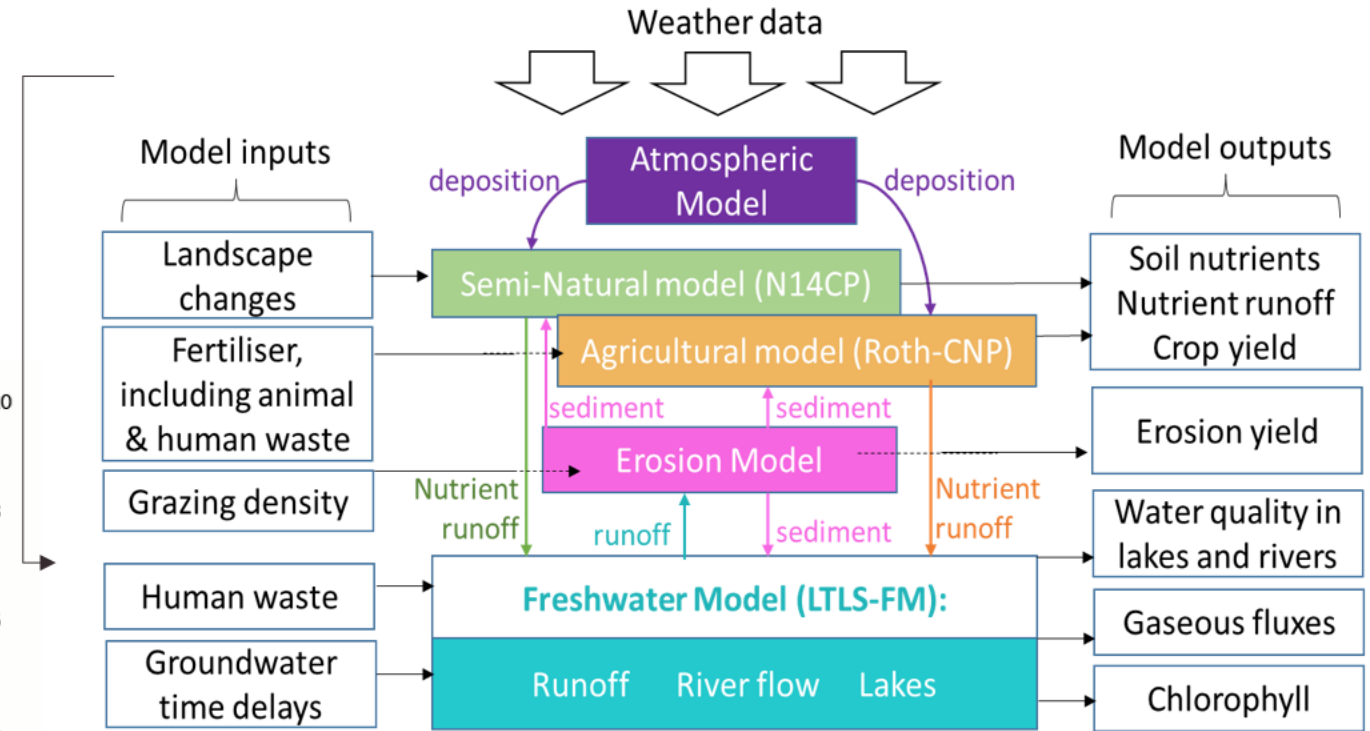 Weather data
Model inputs
Model outputs
Atmospheric
Model
deposition
deposition
Landscape
changes
Semi-Natural model (N14CP)
Soil nutrients
Nutrient runoff
Crop yield
Fertiliser,
including animal
& human waste
Agricultural model (Roth-CNP)
sediment
sediment
Erosion Model
Erosion yield
Grazing density
Nutrient
runoff
runoff
sediment
Nutrient
runoff
Water quality in
lakes and rivers
Human waste
Freshwater Model (LTLS-FM):
Gaseous fluxes
Groundwater
time delays
Runoff River flow Lakes
Chlorophyll